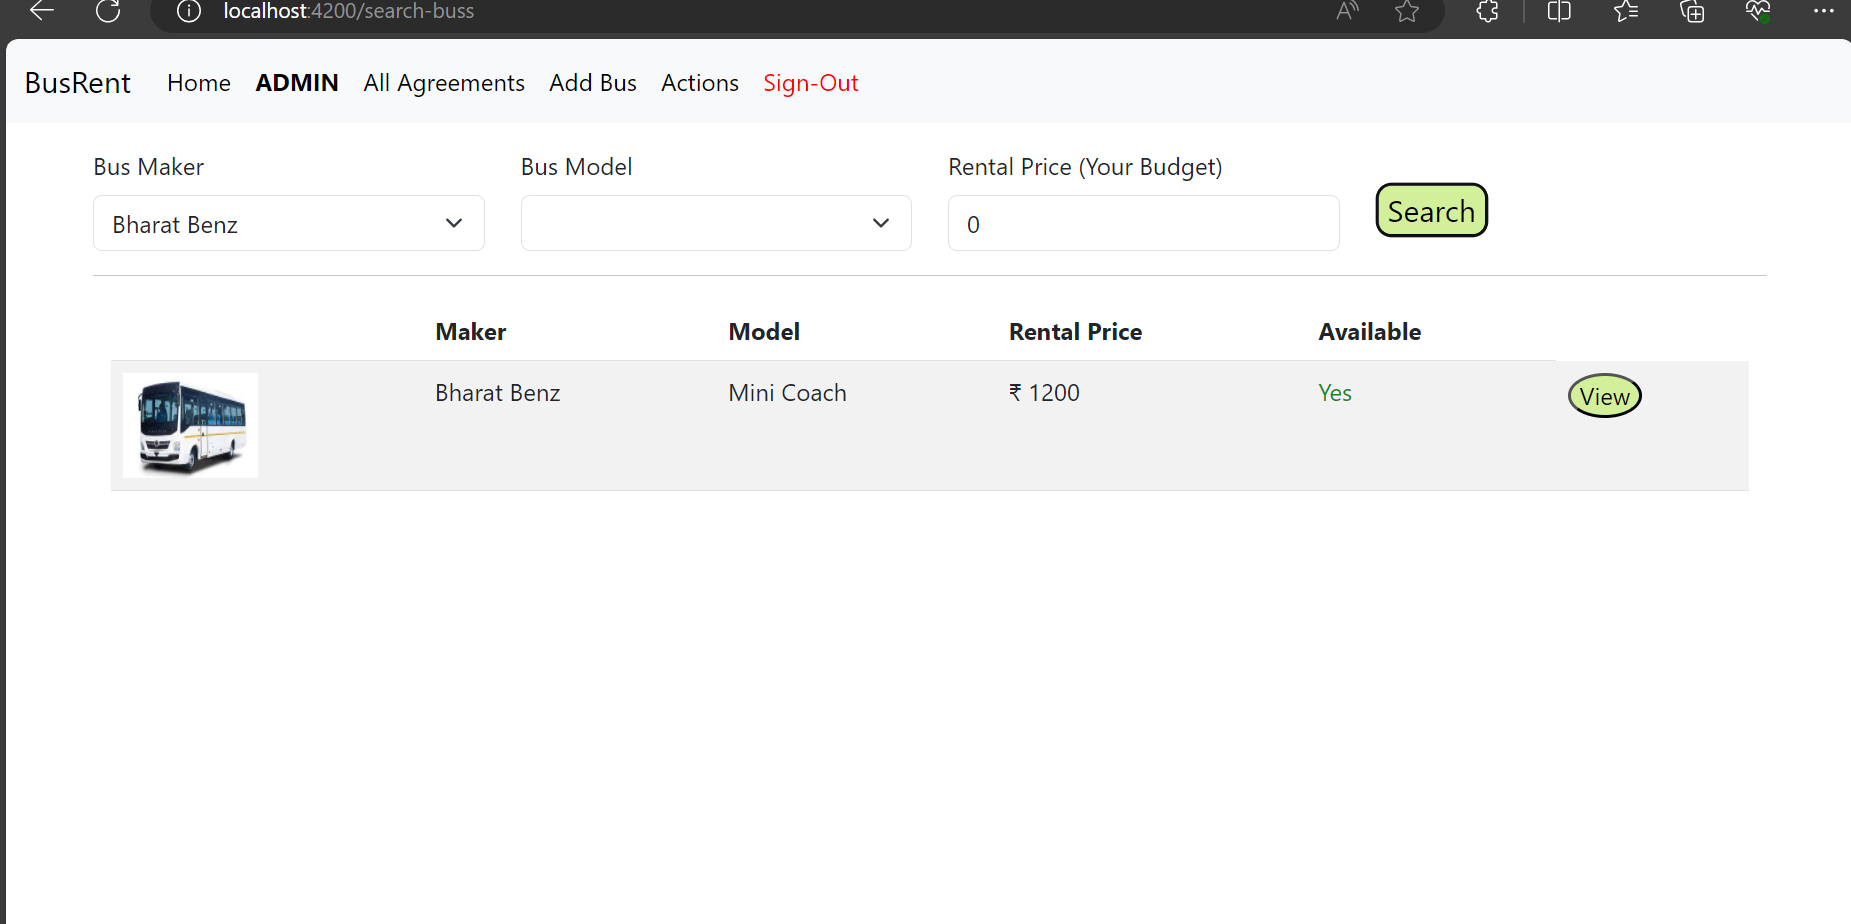 localhost:4200/search-buss
BusRent Home ADMIN All Agreements Add Bus Actions Sign-Out
Bus Maker Bus Model Rental Price (Your Budget)
Bharat Benz 0 Search
Maker Model Rental Price Available
Bharat Benz Mini Coach ₹ 1200 Yes View